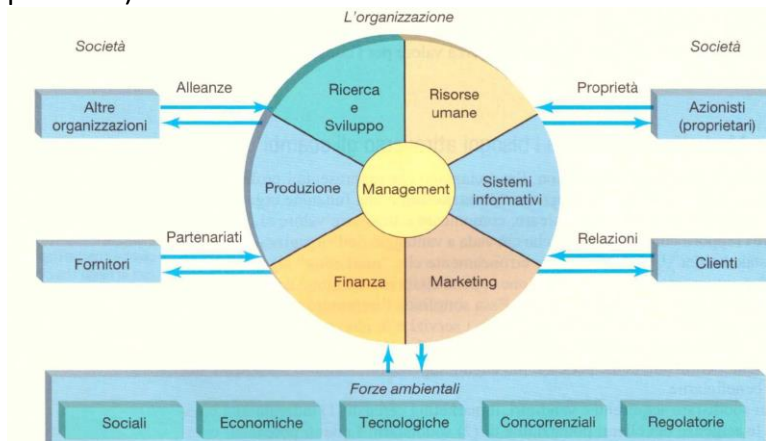 L'organizzazione
Società
Società
Alleanze
Proprietà
Altre
organizzazioni
Ricerca
e
Sviluppo
Risorse
umane
Azionisti
(proprietari)
Produzione
Management
Sistemi
informativi
Partenariati
Relazioni
Fornitori
Finanza
Marketing
Clienti
Forze ambientali
Sociali
Economiche
Tecnologiche
Concorrenziali
Regolatorie